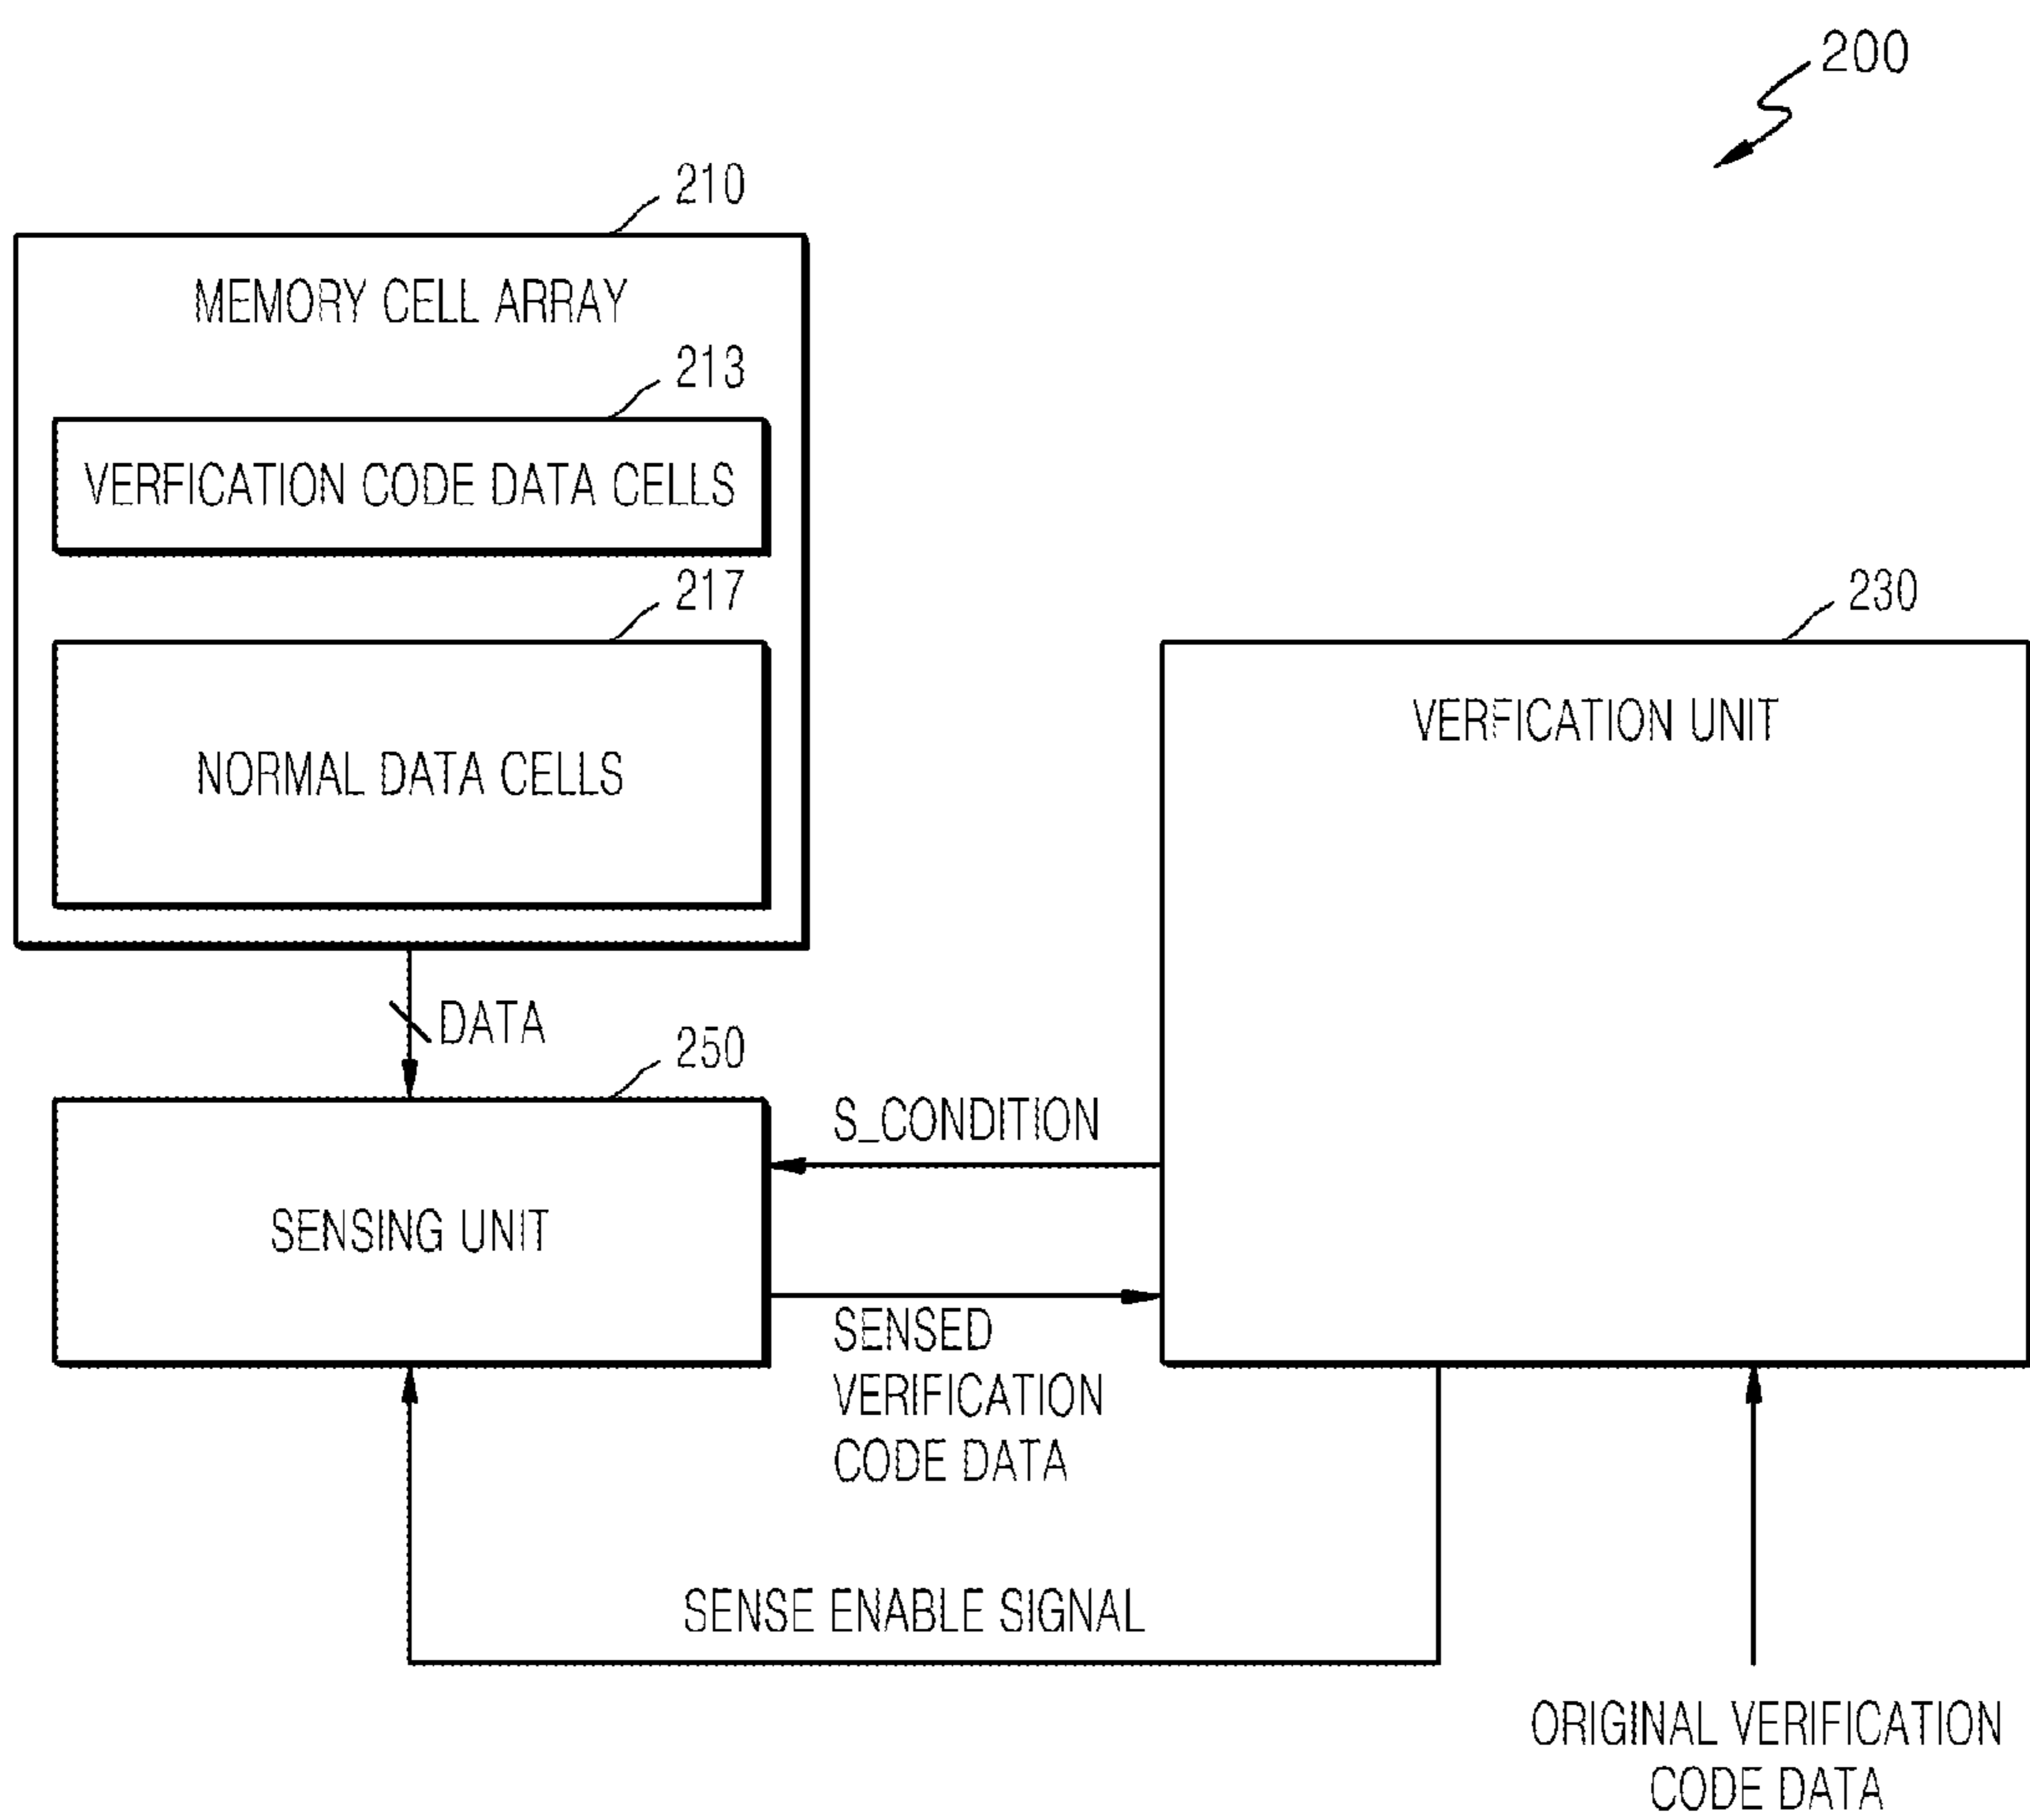 200
210
MEMORY CELL ARRAY
213
VERFICATION CODE DATA CELLS
217
NORMAL DATA CELLS
230
VERFICATION UNIT
DATA
250
SENSING UNIT
S_CONDITION
SENSED
VERIFICATION
CODE DATA
SENSE ENABLE SIGNAL
ORIGINAL VERIFICATION
CODE DATA